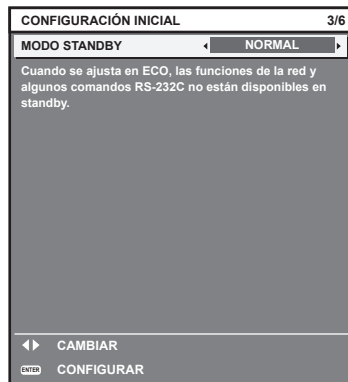 CONFIGURACIÓN INICIAL 3/6
MODO STANDBY NORMAL
Cuando se ajusta en ECO, las funciones de la red y
algunos comandos RS-232C no están disponibles en
standby.
CAMBIAR
ENTER CONFIGURAR